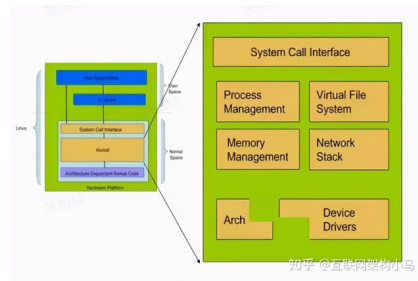 User Applications
System Call Interface
Kernel
Architecture-Dependent Kernel Code
Hardware Platform
Linux
User
Space
Kernel
Space
System Call Interface
Process
Management
Virtual File
System
Memory
Management
Network
Stack
Arch
Device
Drivers
知乎 @互联网架构小马